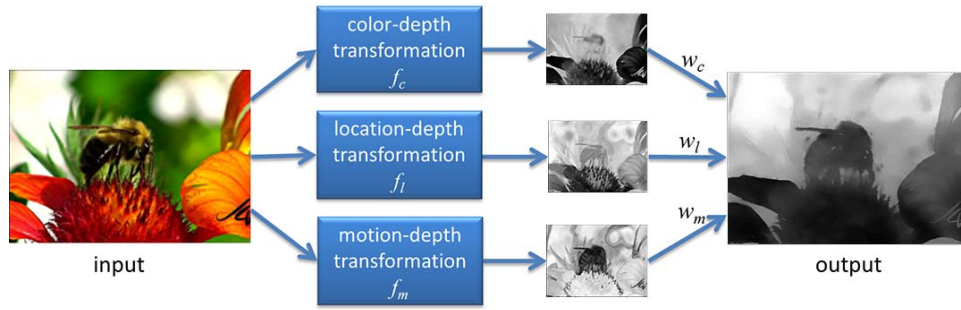 color-depth
transformation
f_c
w_c
location-depth
transformation
f_l
w_l
motion-depth
transformation
f_m
w_m
input
output